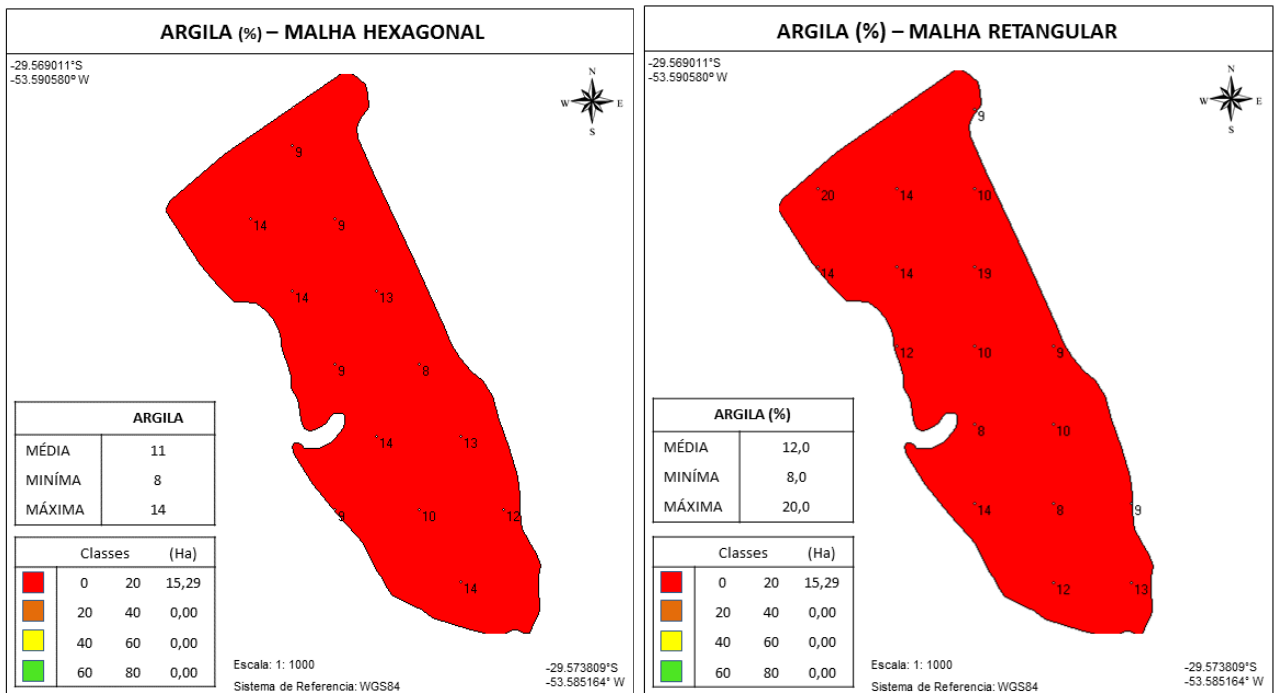 ARGILA (%) – MALHA HEXAGONAL
-29.569011°S
-53.590580º W
N
W E
S
9
14 9
14 13
9 8
14 13
9 10 12
14
ARGILA
MÉDIA 11
MINÍMA 8
MÁXIMA 14
Classes (Ha)
0 20 15,29
20 40 0,00
40 60 0,00
60 80 0,00
Escala: 1: 1000
Sistema de Referencia: WGS84
-29.573809°S
-53.585164° W
ARGILA (%) – MALHA RETANGULAR
-29.569011°S
-53.590580º W
N
W E
S
9
20 14 10
14 14 19
12 10 9
8 10
14 8 9
12 13
ARGILA (%)
MÉDIA 12,0
MINÍMA 8,0
MÁXIMA 20,0
Classes (Ha)
0 20 15,29
20 40 0,00
40 60 0,00
60 80 0,00
Escala: 1: 1000
Sistema de Referencia: WGS84
-29.573809°S
-53.585164° W